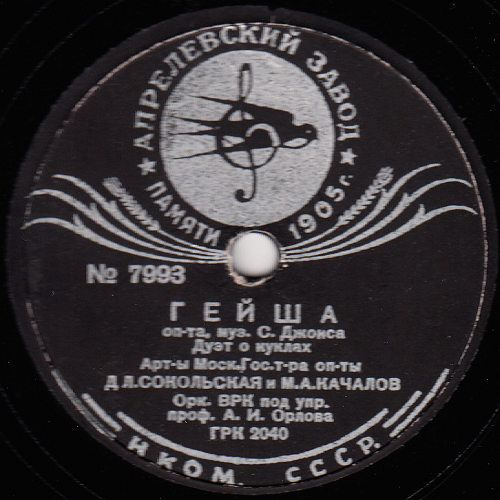 АПРЕЛЕВСКИЙ ЗАВОД
ПАМЯТИ 1905 г.
№ 7993
ГЕЙША
оп-та, муз. С. Джонса
Дуэт о куклах
Арт-ы Моск.Гос.т-ра оп-ты
Д.Л.СОКОЛЬСКАЯ и М.А.КАЧАЛОВ
Орк. ВРК под упр.
проф. А. И. Орлова
ГРК 2040
НКОМ. СССР.